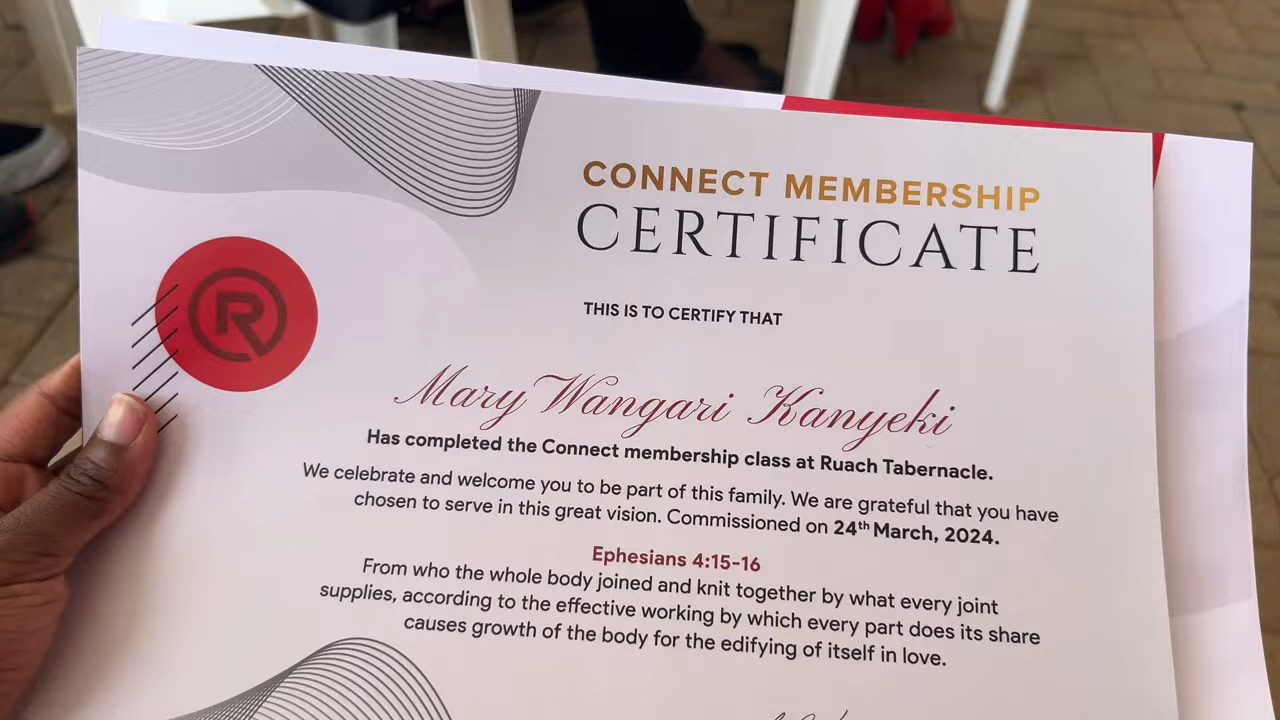 CONNECT MEMBERSHIP
CERTIFICATE
THIS IS TO CERTIFY THAT
R
Mary Wangari Kanyeki
Has completed the Connect membership class at Ruach Tabernacle.
We celebrate and welcome you to be part of this family. We are grateful that you have
chosen to serve in this great vision. Commissioned on 24th March, 2024.
Ephesians 4:15-16
From who the whole body joined and knit together by what every joint
supplies, according to the effective working by which every part does its share
causes growth of the body for the edifying of itself in love.